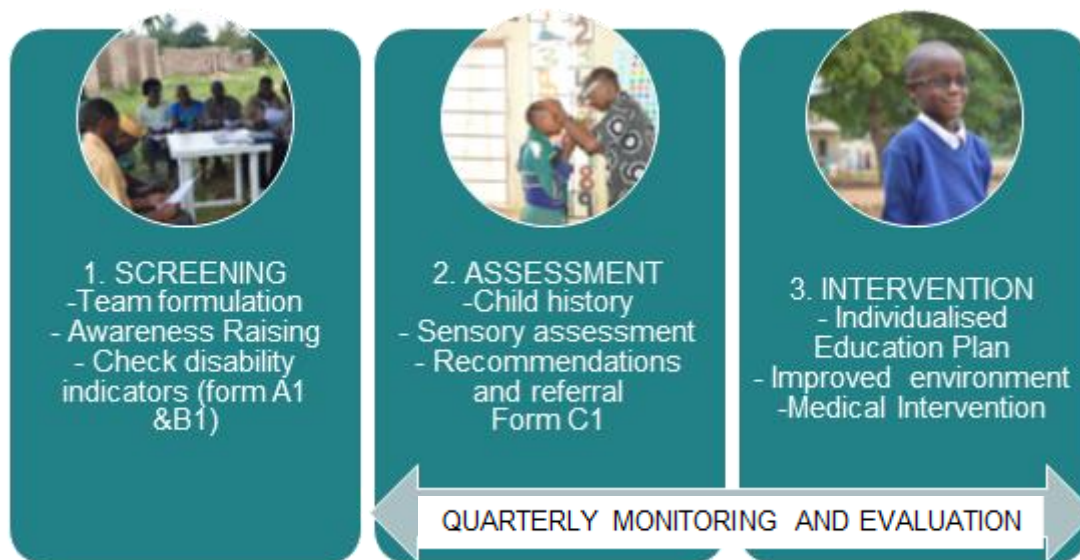 1. SCREENING
-Team formulation
- Awareness Raising
- Check disability
indicators (form A1
&B1)
2. ASSESSMENT
-Child history
- Sensory assessment
- Recommendations
and referral
Form C1
3. INTERVENTION
- Individualised
Education Plan
- Improved environment
-Medical Intervention
QUARTERLY MONITORING AND EVALUATION